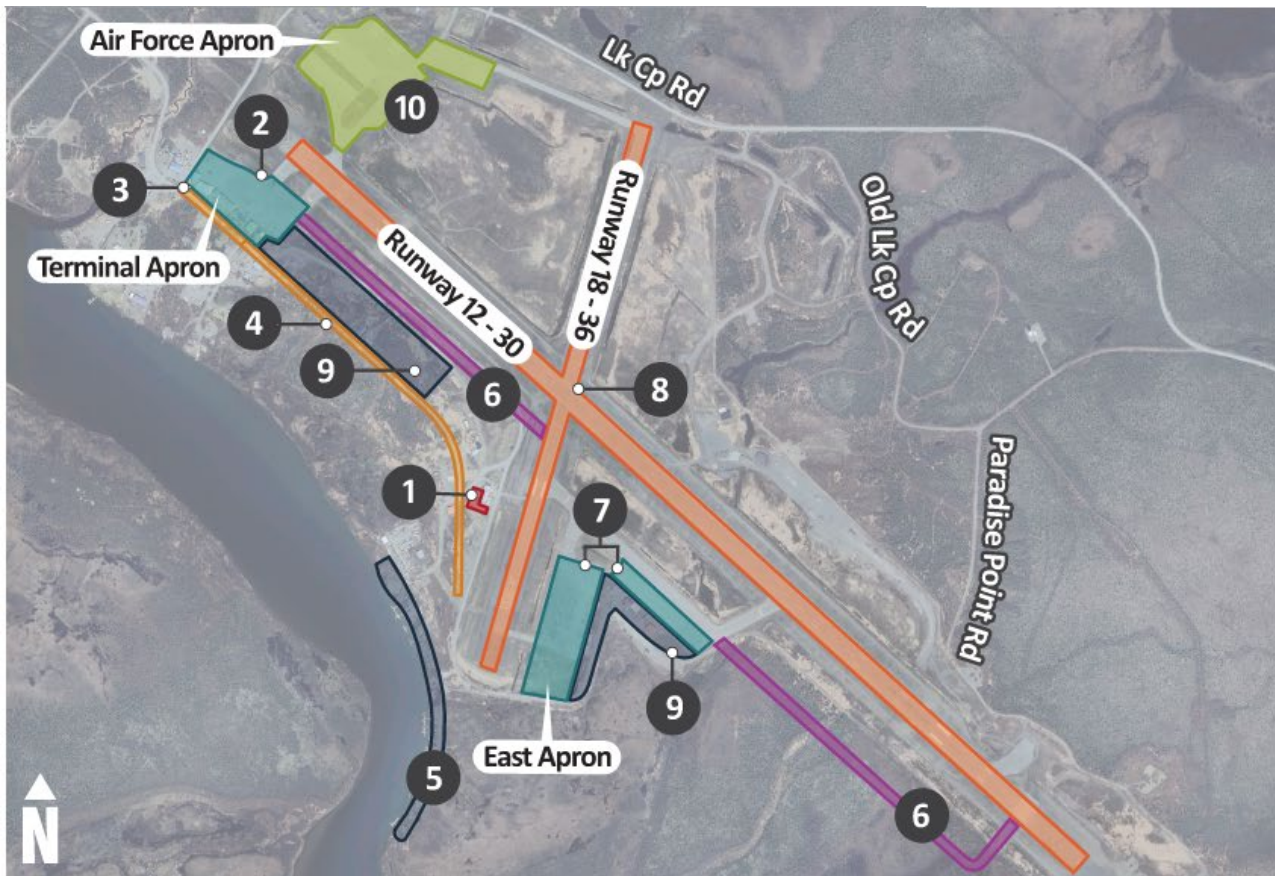 Air Force Apron
Lk Cp Rd
10
2
3
Runway 18 - 36
Old Lk Cp Rd
Terminal Apron
Runway 12 - 30
4
9
6
8
Paradise Point Rd
1
7
9
East Apron
5
6
N